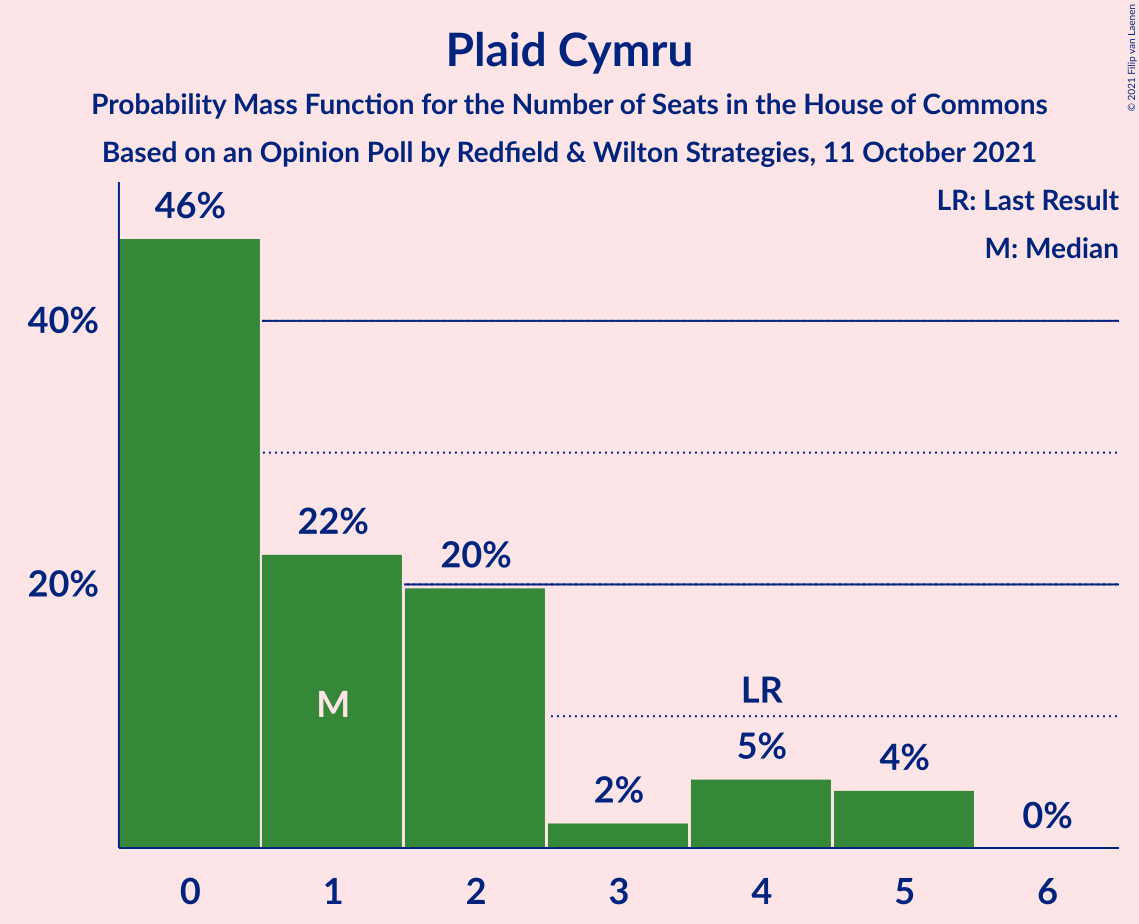 Plaid Cymru
Probability Mass Function for the Number of Seats in the House of Commons
Based on an Opinion Poll by Redfield & Wilton Strategies, 11 October 2021
© 2021 Filip van Laenen
LR: Last Result
M: Median
46%
40%
22%
20%
20%
M
LR
5%
4%
2%
0%
0 1 2 3 4 5 6